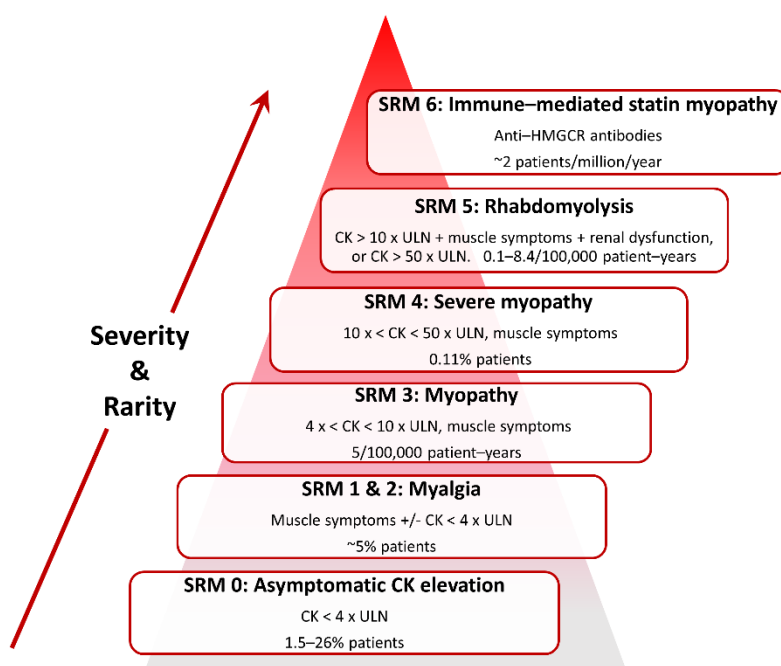 SRM 6: Immune–mediated statin myopathy
Anti–HMGCR antibodies
~2 patients/million/year
SRM 5: Rhabdomyolysis
CK > 10 x ULN + muscle symptoms + renal dysfunction,
or CK > 50 x ULN. 0.1–8.4/100,000 patient–years
SRM 4: Severe myopathy
10 x < CK < 50 x ULN, muscle symptoms
0.11% patients
Severity
&
Rarity
SRM 3: Myopathy
4 x < CK < 10 x ULN, muscle symptoms
5/100,000 patient–years
SRM 1 & 2: Myalgia
Muscle symptoms +/- CK < 4 x ULN
~5% patients
SRM 0: Asymptomatic CK elevation
CK < 4 x ULN
1.5–26% patients